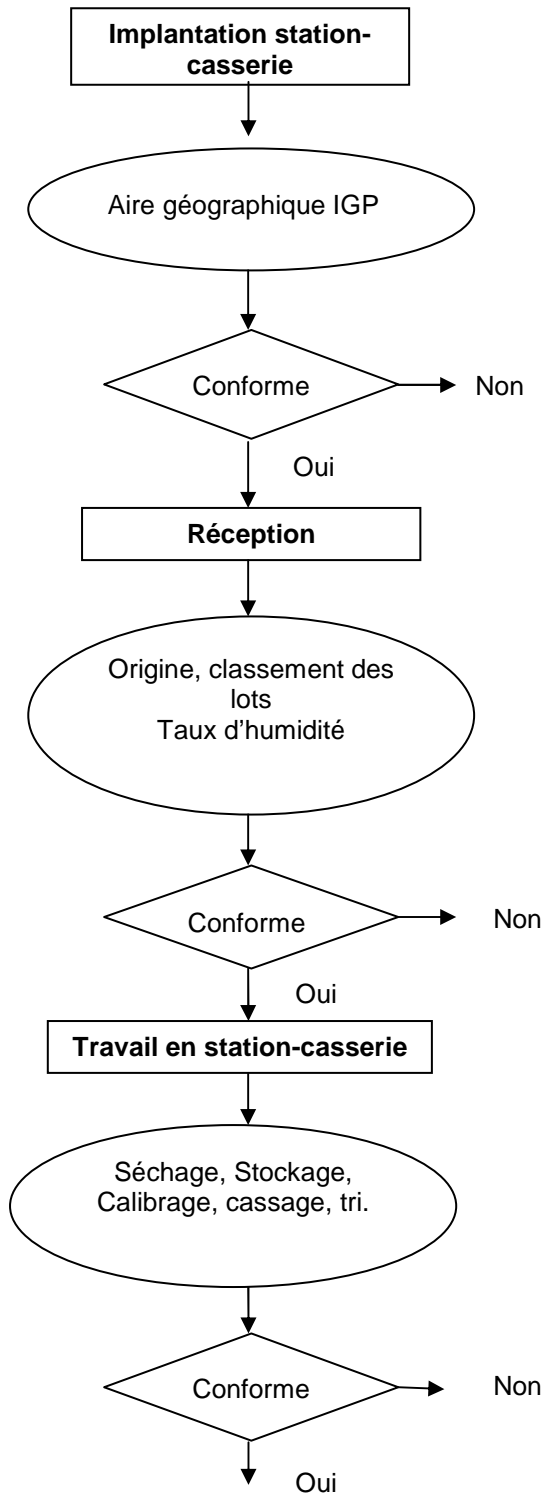 Implantation station-
casserie
Aire géographique IGP
Conforme
Non
Oui
Réception
Origine, classement des
lots
Taux d'humidité
Conforme
Non
Oui
Travail en station-casserie
Séchage, Stockage,
Calibrage, cassage, tri.
Conforme
Non
Oui